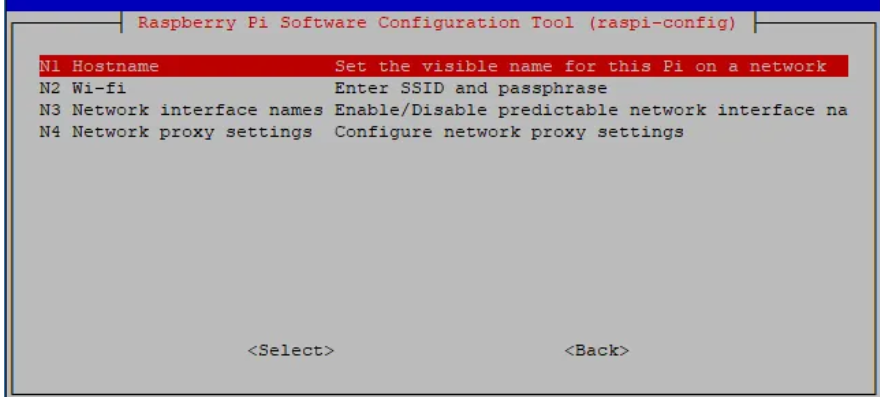 Raspberry Pi Software Configuration Tool (raspi-config)
N1 Hostname Set the visible name for this Pi on a network
N2 Wi-fi Enter SSID and passphrase
N3 Network interface names Enable/Disable predictable network interface na
N4 Network proxy settings Configure network proxy settings
<Select> <Back>